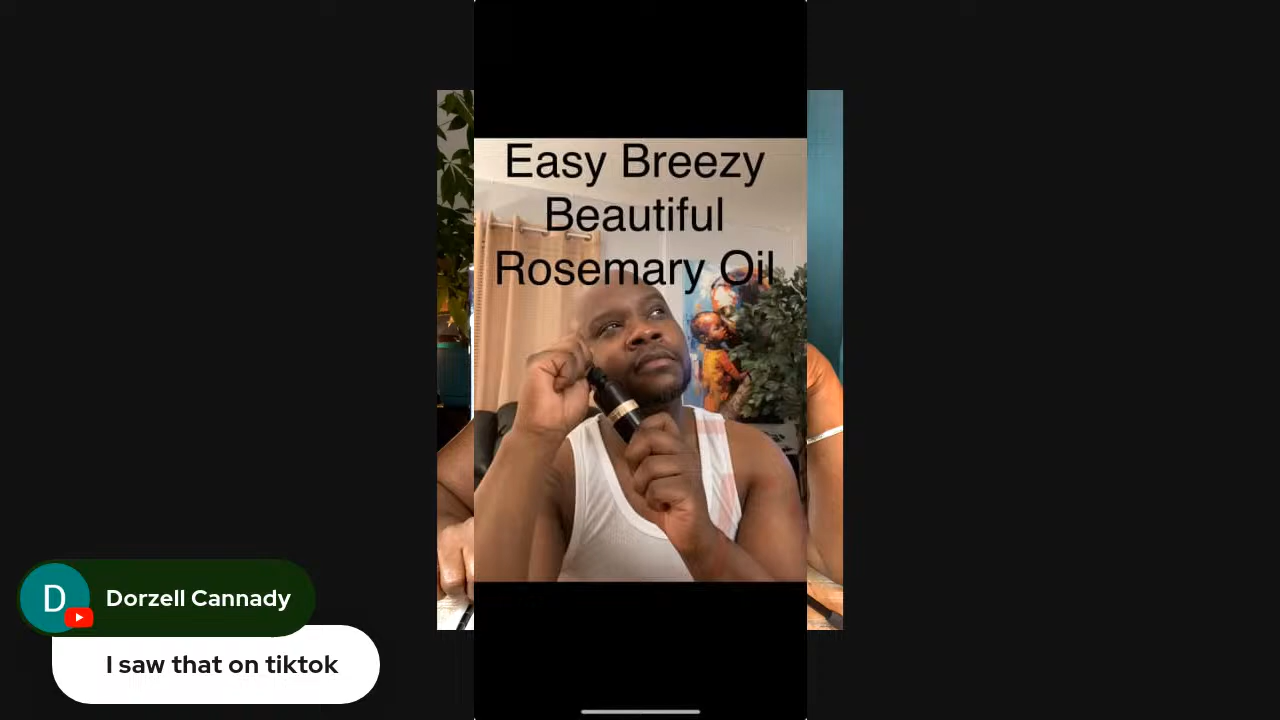 Easy Breezy
Beautiful
Rosemary Oil
D
Dorzell Cannady
I saw that on tiktok